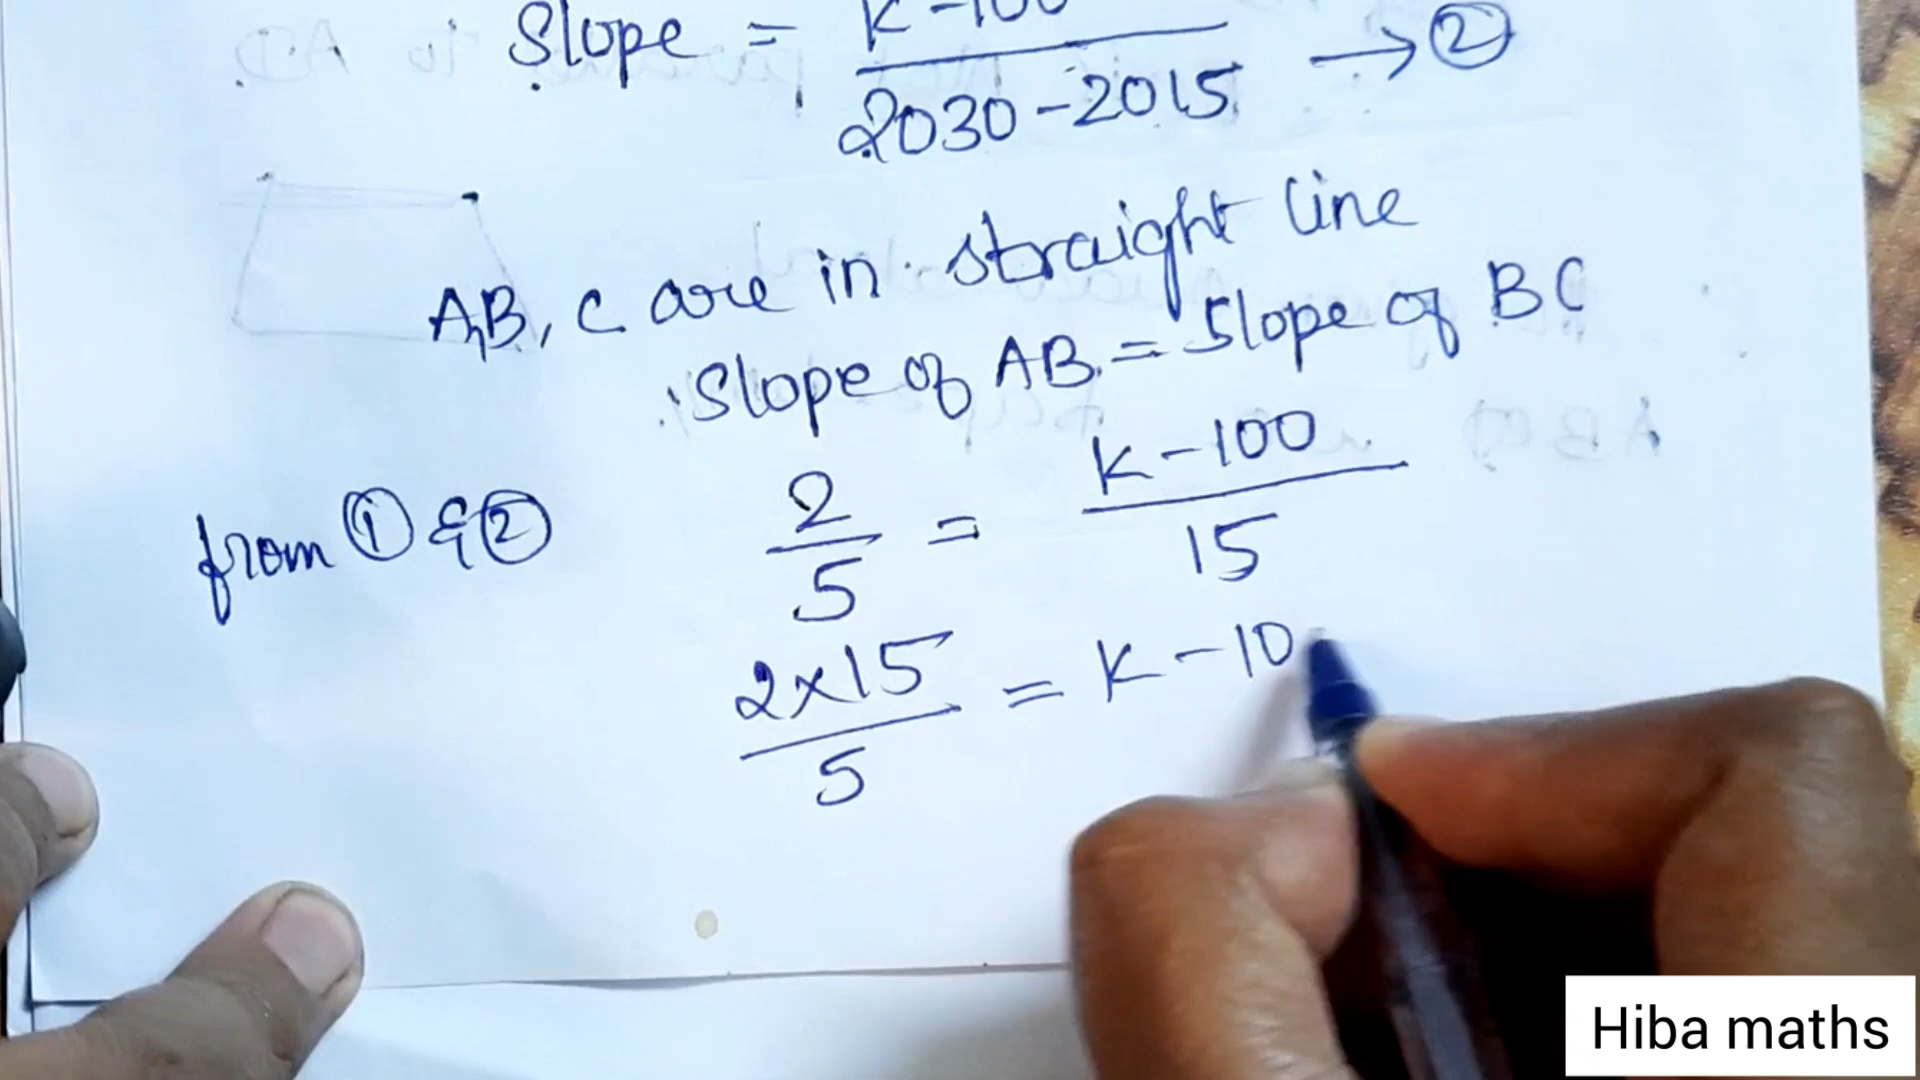 Slope = K-100
2030-2015 → ②
A,B, C are in straight line
Slope of AB = Slope of BC
from ① & ② 2/5 = K-100/15
2×15/5 = K-10
Hiba maths